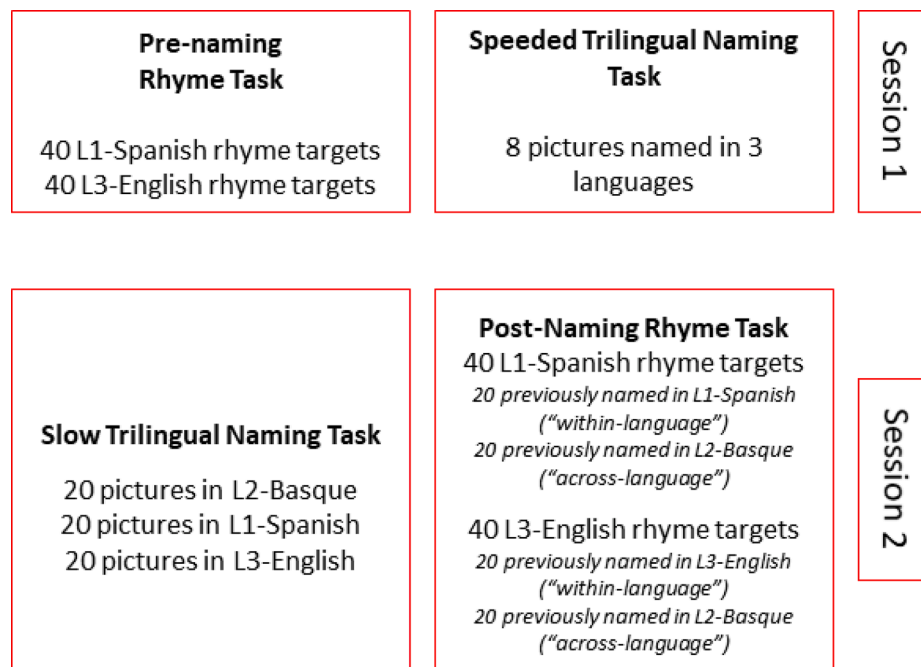 Pre-naming
Rhyme Task
40 L1-Spanish rhyme targets
40 L3-English rhyme targets
Speeded Trilingual Naming
Task
8 pictures named in 3
languages
Session 1
Slow Trilingual Naming Task
20 pictures in L2-Basque
20 pictures in L1-Spanish
20 pictures in L3-English
Post-Naming Rhyme Task
40 L1-Spanish rhyme targets
20 previously named in L1-Spanish
(“within-language”)
20 previously named in L2-Basque
(“across-language”)
40 L3-English rhyme targets
20 previously named in L3-English
(“within-language”)
20 previously named in L2-Basque
(“across-language”)
Session 2